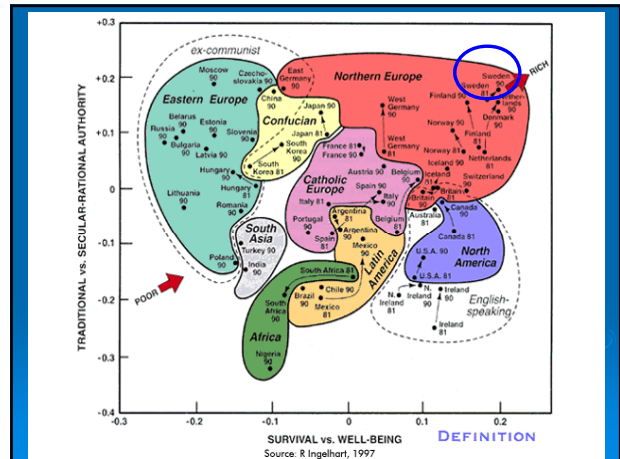 TRADITIONAL vs. SECULAR-RATIONAL AUTHORITY
+0.2
+0.1
0
-0.1
-0.2
-0.3
-0.4
-0.3
-0.2
-0.1
0
0.1
0.2
SURVIVAL vs. WELL-BEING
DEFINITION
Source: R Ingelhart, 1997
ex-communist
Moscow
90
Czecho-
slovakia 90
Eastern Europe
Belarus
90
Estonia
90
Russia
90
Bulgaria
90
Latvia 90
Slovenia
90
Hungary
90
Hungary
81
Lithuania
90
Romania
90
Poland
90
East
Germany
90
China
90
Confucian
Japan 90
Japan 81
South
Korea
90
South
Korea 81
Northern Europe
West
Germany
90
West
Germany
81
Finland 90
Sweden
90
Sweden
81
Nether-
lands
90
Denmark
90
Norway 90
Finland
81
Norway 81
Netherlands
81
Iceland 90
Iceland
Switzerland
90
Britain
90
Britain
81
RICH
France 81
France 90
Austria 90
Belgium
90
Catholic
Europe
Spain 90
Italy
90
Italy 81
Portugal
90
Spain
81
Belgium
81
South
Asia
Turkey 90
India
90
Argentina
81
Argentina
90
Mexico
90
Latin
America
Brazil
90
Chile 90
Mexico
81
South Africa 81
South
Africa
90
Africa
Nigeria
90
Australia
81
Canada
90
Canada 81
U.S.A. 90
U.S.A. 81
North
America
N.
Ireland
81
N.
Ireland
90
Ireland
90
Ireland
81
English-
speaking
POOR